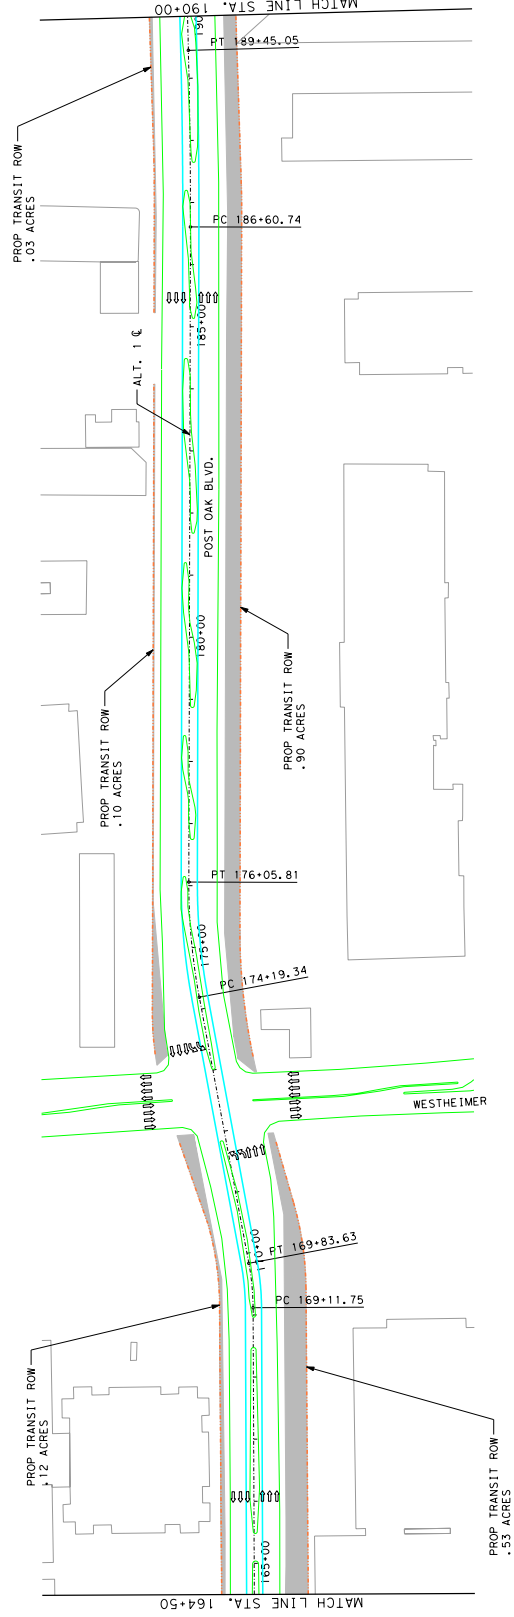 MATCH LINE STA. 190+00
190
PT 189+45.05
PROP TRANSIT ROW
.03 ACRES
PC 186+60.74
185+00
ALT. 1 ℄
POST OAK BLVD.
180+00
PROP TRANSIT ROW
.10 ACRES
PROP TRANSIT ROW
.90 ACRES
PT 176+05.81
175+00
PC 174+19.34
WESTHEIMER
PT 169+83.63
PC 169+11.75
PROP TRANSIT ROW
.12 ACRES
PROP TRANSIT ROW
.53 ACRES
165+00
MATCH LINE STA. 164+50